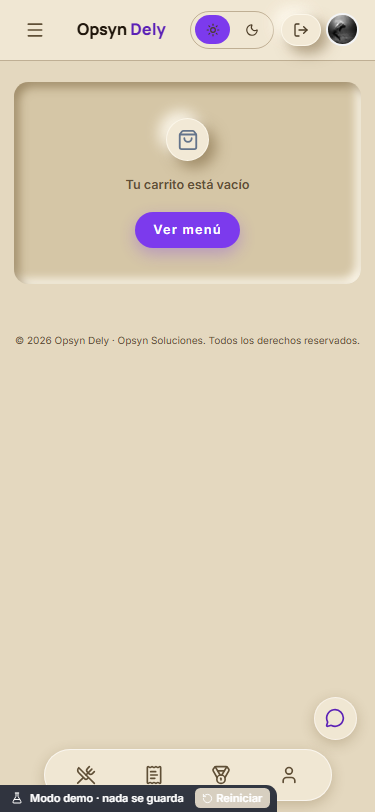 Opsyn Dely
Tu carrito está vacío
Ver menú
© 2026 Opsyn Dely · Opsyn Soluciones. Todos los derechos reservados.
Modo demo · nada se guarda
Reiniciar